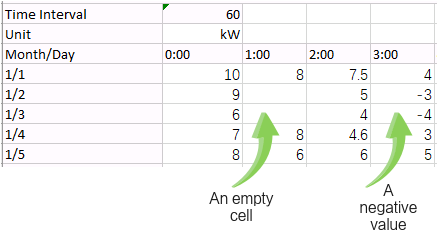 Time Interval 60
Unit kW
Month/Day 0:00 1:00 2:00 3:00
1/1 10 8 7.5 4
1/2 9 5 -3
1/3 6 4 -4
1/4 7 8 4.6 3
1/5 8 6 6 5
An empty
cell
A
negative
value